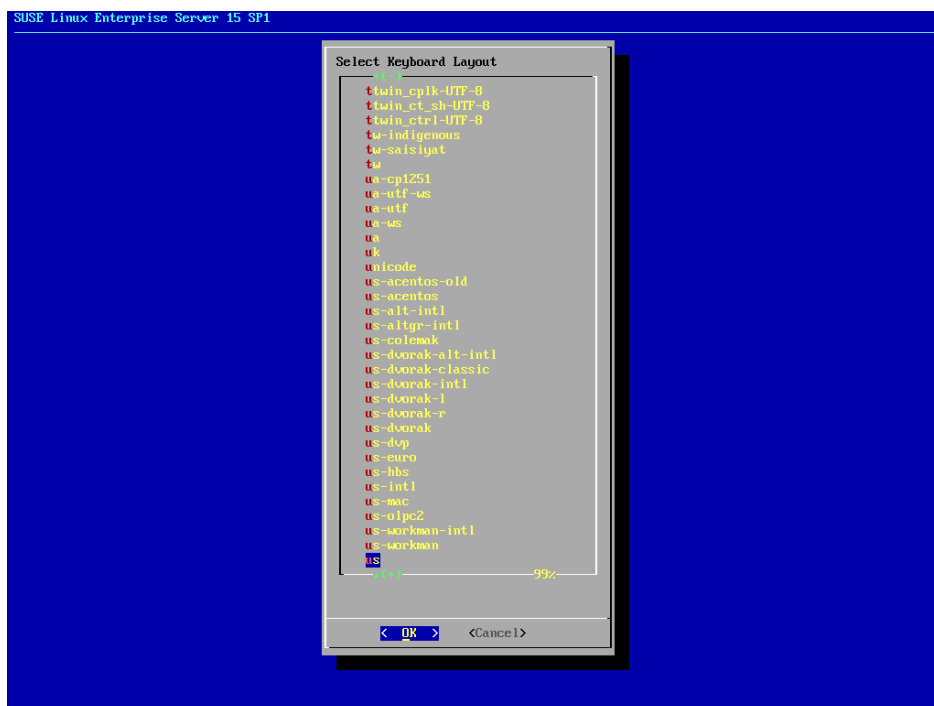 SUSE Linux Enterprise Server 15 SP1
Select Keyboard Layout
↑(-)
ttwin_cplk-UTF-8
ttwin_ct_sh-UTF-8
ttwin_ctrl-UTF-8
tw-indigenous
tw-saisiyat
tw
ua-cp1251
ua-utf-ws
ua-utf
ua-ws
ua
uk
unicode
us-acentos-old
us-acentos
us-alt-intl
us-altgr-intl
us-colemak
us-dvorak-alt-intl
us-dvorak-classic
us-dvorak-intl
us-dvorak-l
us-dvorak-r
us-dvorak
us-dvp
us-euro
us-hbs
us-intl
us-mac
us-olpc2
us-workman-intl
us-workman
us
↓(+) 99%
< OK > <Cancel>